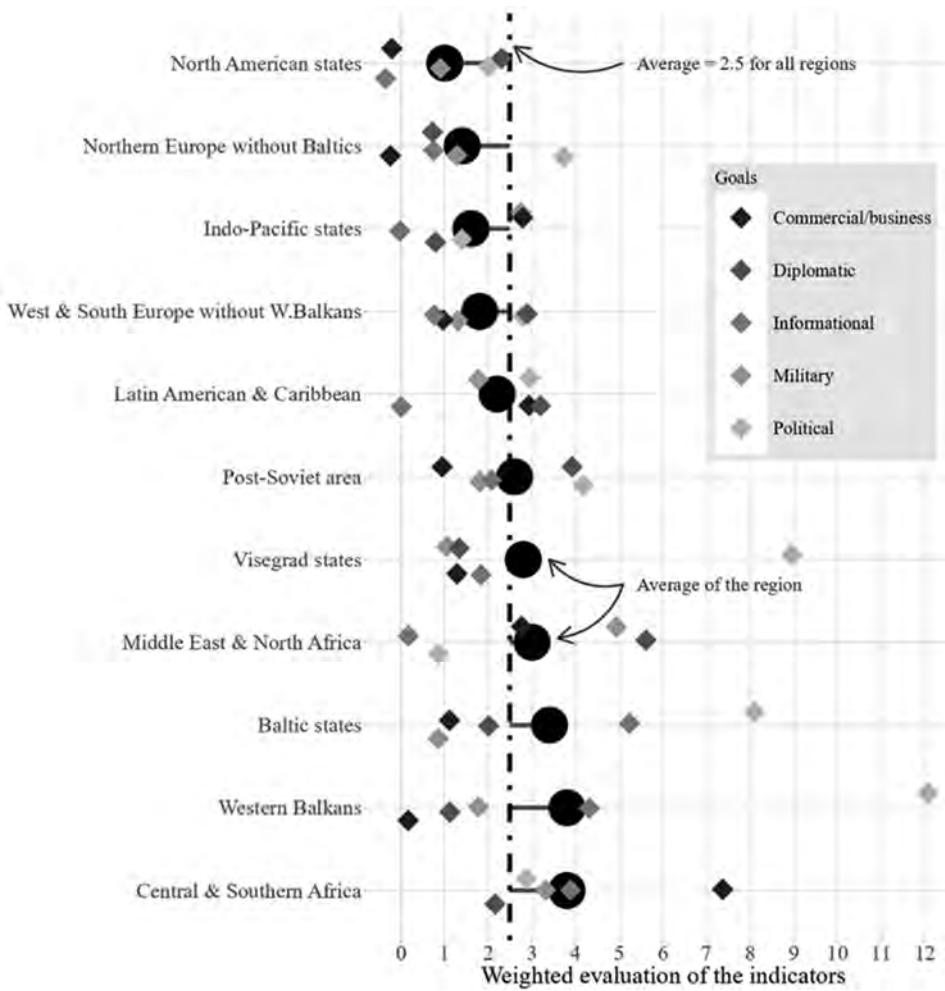 North American states
Average = 2.5 for all regions
Northern Europe without Baltics
Goals
Commercial/business
Indo-Pacific states
Diplomatic
West & South Europe without W.Balkans
Informational
Military
Latin American & Caribbean
Political
Post-Soviet area
Visegrad states
Average of the region
Middle East & North Africa
Baltic states
Western Balkans
Central & Southern Africa
0 1 2 3 4 5 6 7 8 9 10 11 12
Weighted evaluation of the indicators